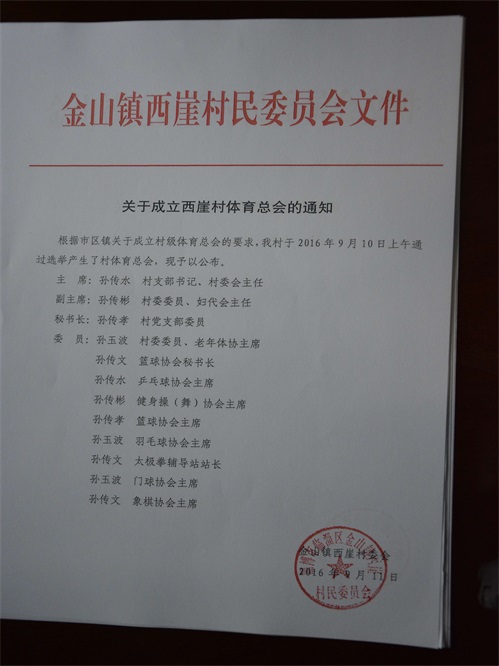 金山镇西崖村民委员会文件
关于成立西崖村体育总会的通知
根据市区镇关于成立村级体育总会的要求，我村于2016年9月10日上午通
过选举产生了村体育总会，现予以公布。
主　席：孙传水　村支部书记、村委会主任
副主席：孙传彬　村委委员、妇代会主任
秘书长：孙传孝　村党支部委员
委　员：孙玉波　村委委员、老年体协主席
孙传文　篮球协会秘书长
孙传水　乒乓球协会主席
孙传彬　健身操（舞）协会主席
孙传孝　篮球协会主席
孙玉波　羽毛球协会主席
孙传文　太极拳辅导站站长
孙玉波　门球协会主席
孙传文　象棋协会主席
金山镇西崖村委会
2016年9月11日
村民委员会